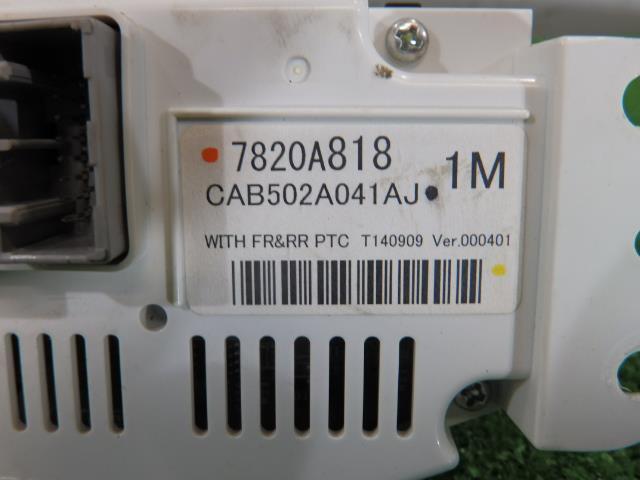 7820A818
1M
CAB502A041AJ
WITH FR&RR PTC T140909 Ver.000401